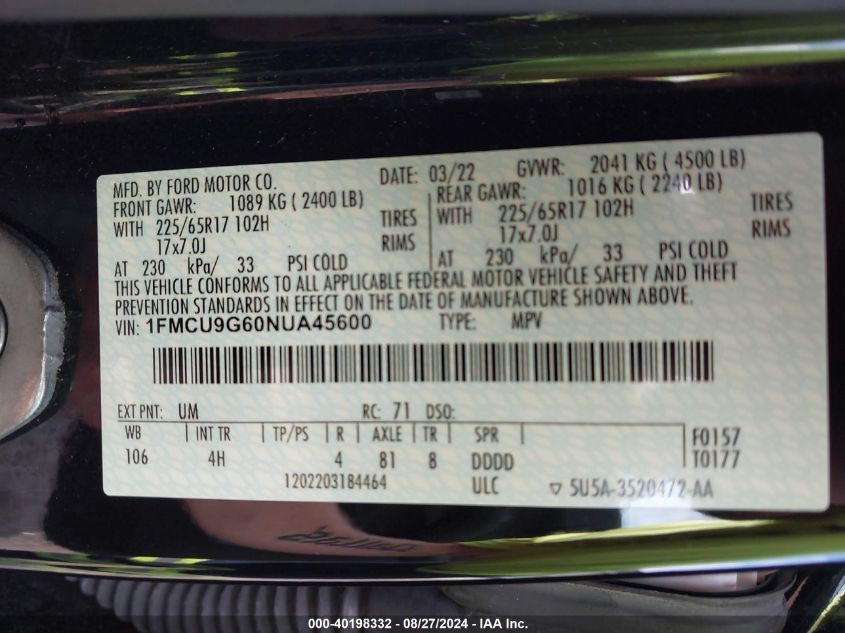 MFD. BY FORD MOTOR CO. DATE: 03/22 GVWR: 2041 KG ( 4500 LB)
FRONT GAWR: 1089 KG ( 2400 LB) REAR GAWR: 1016 KG ( 2240 LB)
WITH 225/65R17 102H TIRES WITH 225/65R17 102H TIRES
17x7.0J RIMS 17x7.0J RIMS
AT 230 kPa/ 33 PSI COLD AT 230 kPa/ 33 PSI COLD
THIS VEHICLE CONFORMS TO ALL APPLICABLE FEDERAL MOTOR VEHICLE SAFETY AND THEFT
PREVENTION STANDARDS IN EFFECT ON THE DATE OF MANUFACTURE SHOWN ABOVE.
VIN: 1FMCU9G60NUA45600 TYPE: MPV
EXT PNT: UM RC: 71 DSO:
WB INT TR TP/PS R AXLE TR SPR F0157
106 4H 4 81 8 DDDD T0177
1202203184464 ULC ▽ 5U5A-3520472-AA
000-40198332 - 08/27/2024 - IAA Inc.